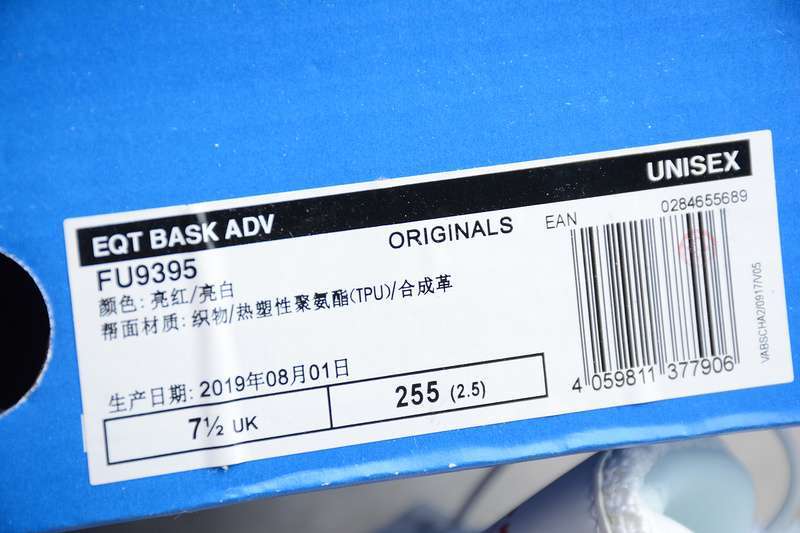 EQT BASK ADV
UNISEX
FU9395
ORIGINALS
EAN
0284655689
颜色: 亮红/亮白
帮面材质: 织物/热塑性聚氨酯(TPU)/合成革
生产日期: 2019年08月01日
7½ UK
255 (2.5)
4 059811 377906
VABSCHA2/0917/V05